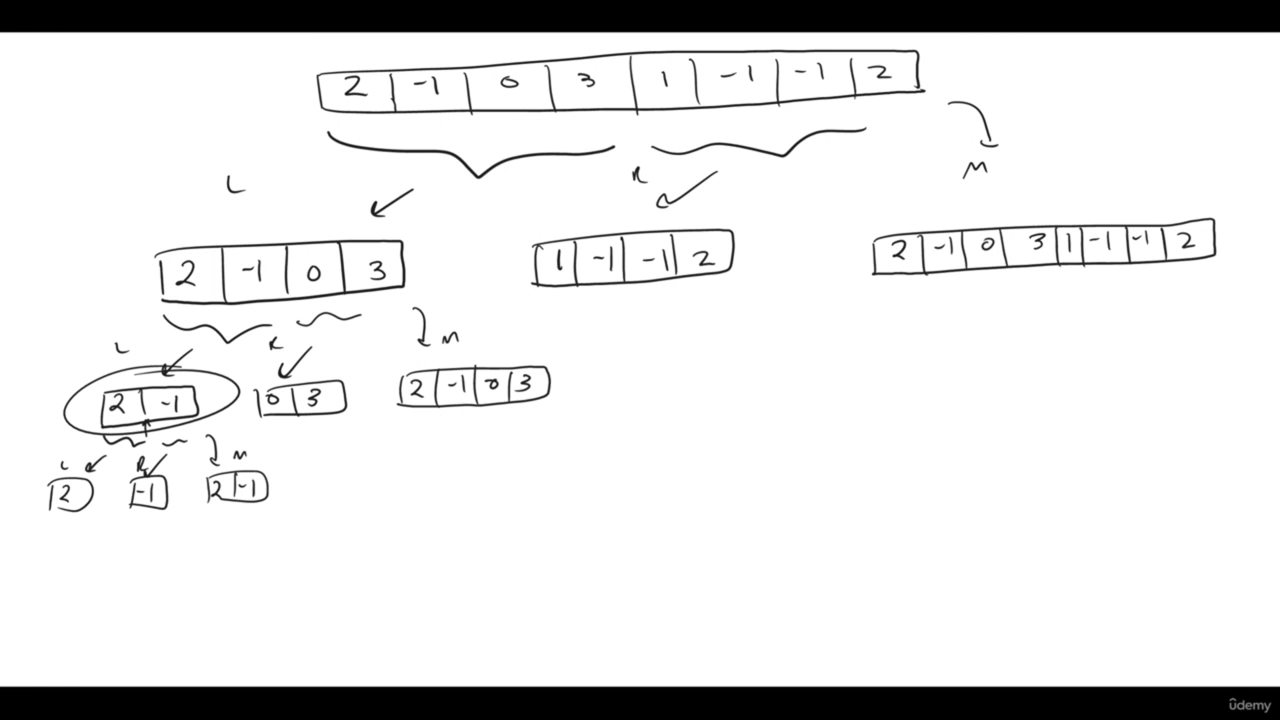 2 -1 0 3 1 -1 -1 2
L R M
2 -1 0 3 1 -1 -1 2 2 -1 0 3 1 -1 -1 2
L R M
2 -1 0 3 2 -1 0 3
L R M
2 -1 2 -1
ûdemy